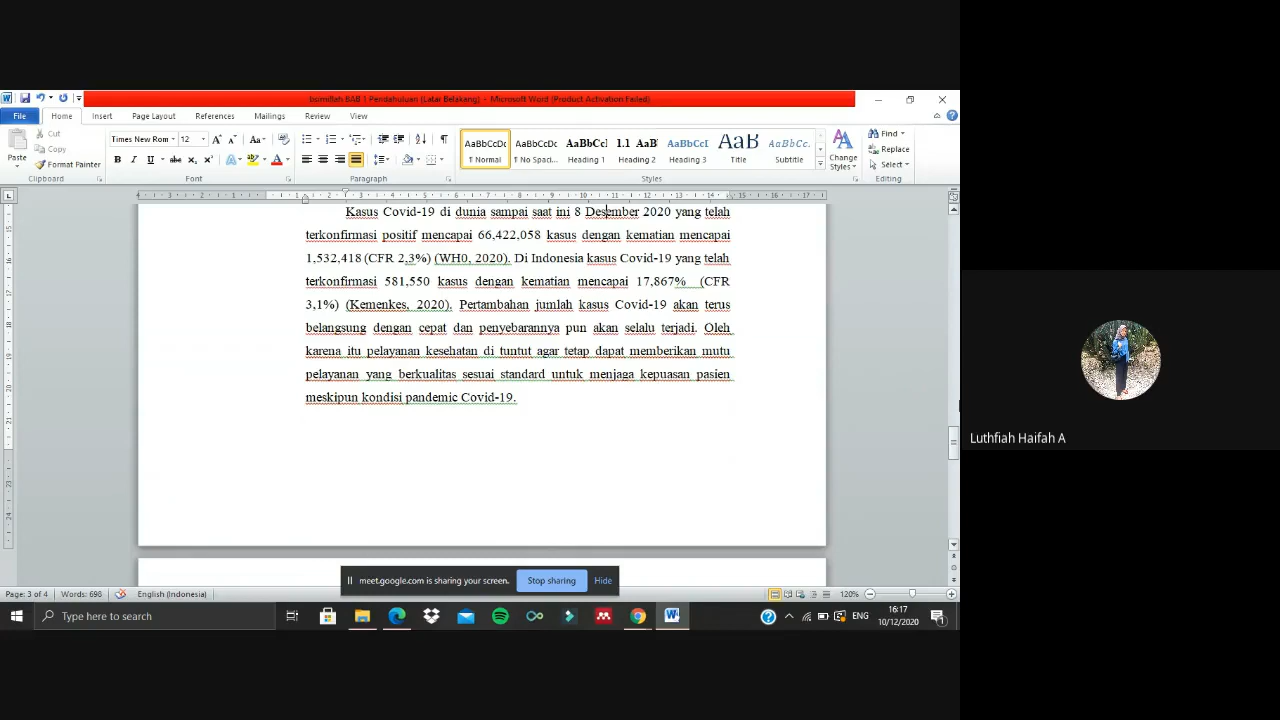 bismillah BAB 1 Pendahuluan (Latar Belakang) - Microsoft Word (Product Activation Failed)
File Home Insert Page Layout References Mailings Review View
Cut
Copy
Format Painter
Paste
Clipboard
Times New Rom 12
Font
Paragraph
AaBbCcDc AaBbCcDc AaBbCcI 1.1 AaB AaBbCcI AaB AaBbCc.
¶ Normal ¶ No Spac... Heading 1 Heading 2 Heading 3 Title Subtitle
Styles
Change Styles
Find
Replace
Select
Editing
Kasus Covid-19 di dunia sampai saat ini 8 Desember 2020 yang telah
terkonfirmasi positif mencapai 66,422,058 kasus dengan kematian mencapai
1,532,418 (CFR 2,3%) (WH0, 2020). Di Indonesia kasus Covid-19 yang telah
terkonfirmasi 581,550 kasus dengan kematian mencapai 17,867% (CFR
3,1%) (Kemenkes, 2020). Pertambahan jumlah kasus Covid-19 akan terus
belangsung dengan cepat dan penyebarannya pun akan selalu terjadi. Oleh
karena itu pelayanan kesehatan di tuntut agar tetap dapat memberikan mutu
pelayanan yang berkualitas sesuai standard untuk menjaga kepuasan pasien
meskipun kondisi pandemic Covid-19.
Luthfiah Haifah A
meet.google.com is sharing your screen. Stop sharing Hide
Page: 3 of 4 Words: 698 English (Indonesia) 120%
Type here to search
ENG
16:17
10/12/2020